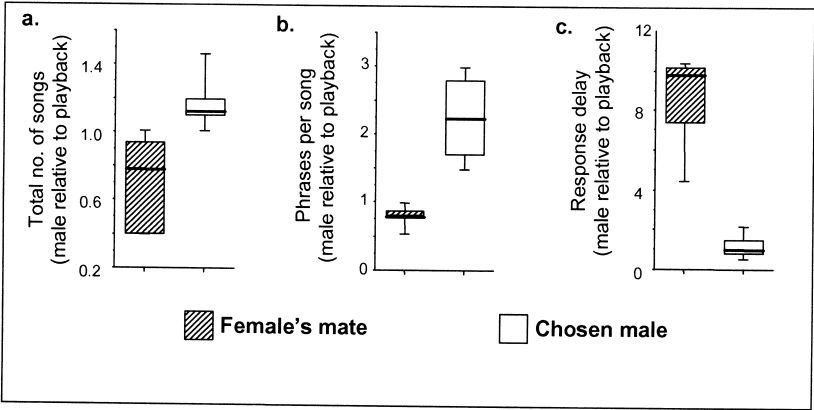 a.
Total no. of songs
(male relative to playback)
1.4
1.0
0.6
0.2
b.
Phrases per song
(male relative to playback)
3
2
1
0
c.
Response delay
(male relative to playback)
12
8
4
0
Female's mate
Chosen male